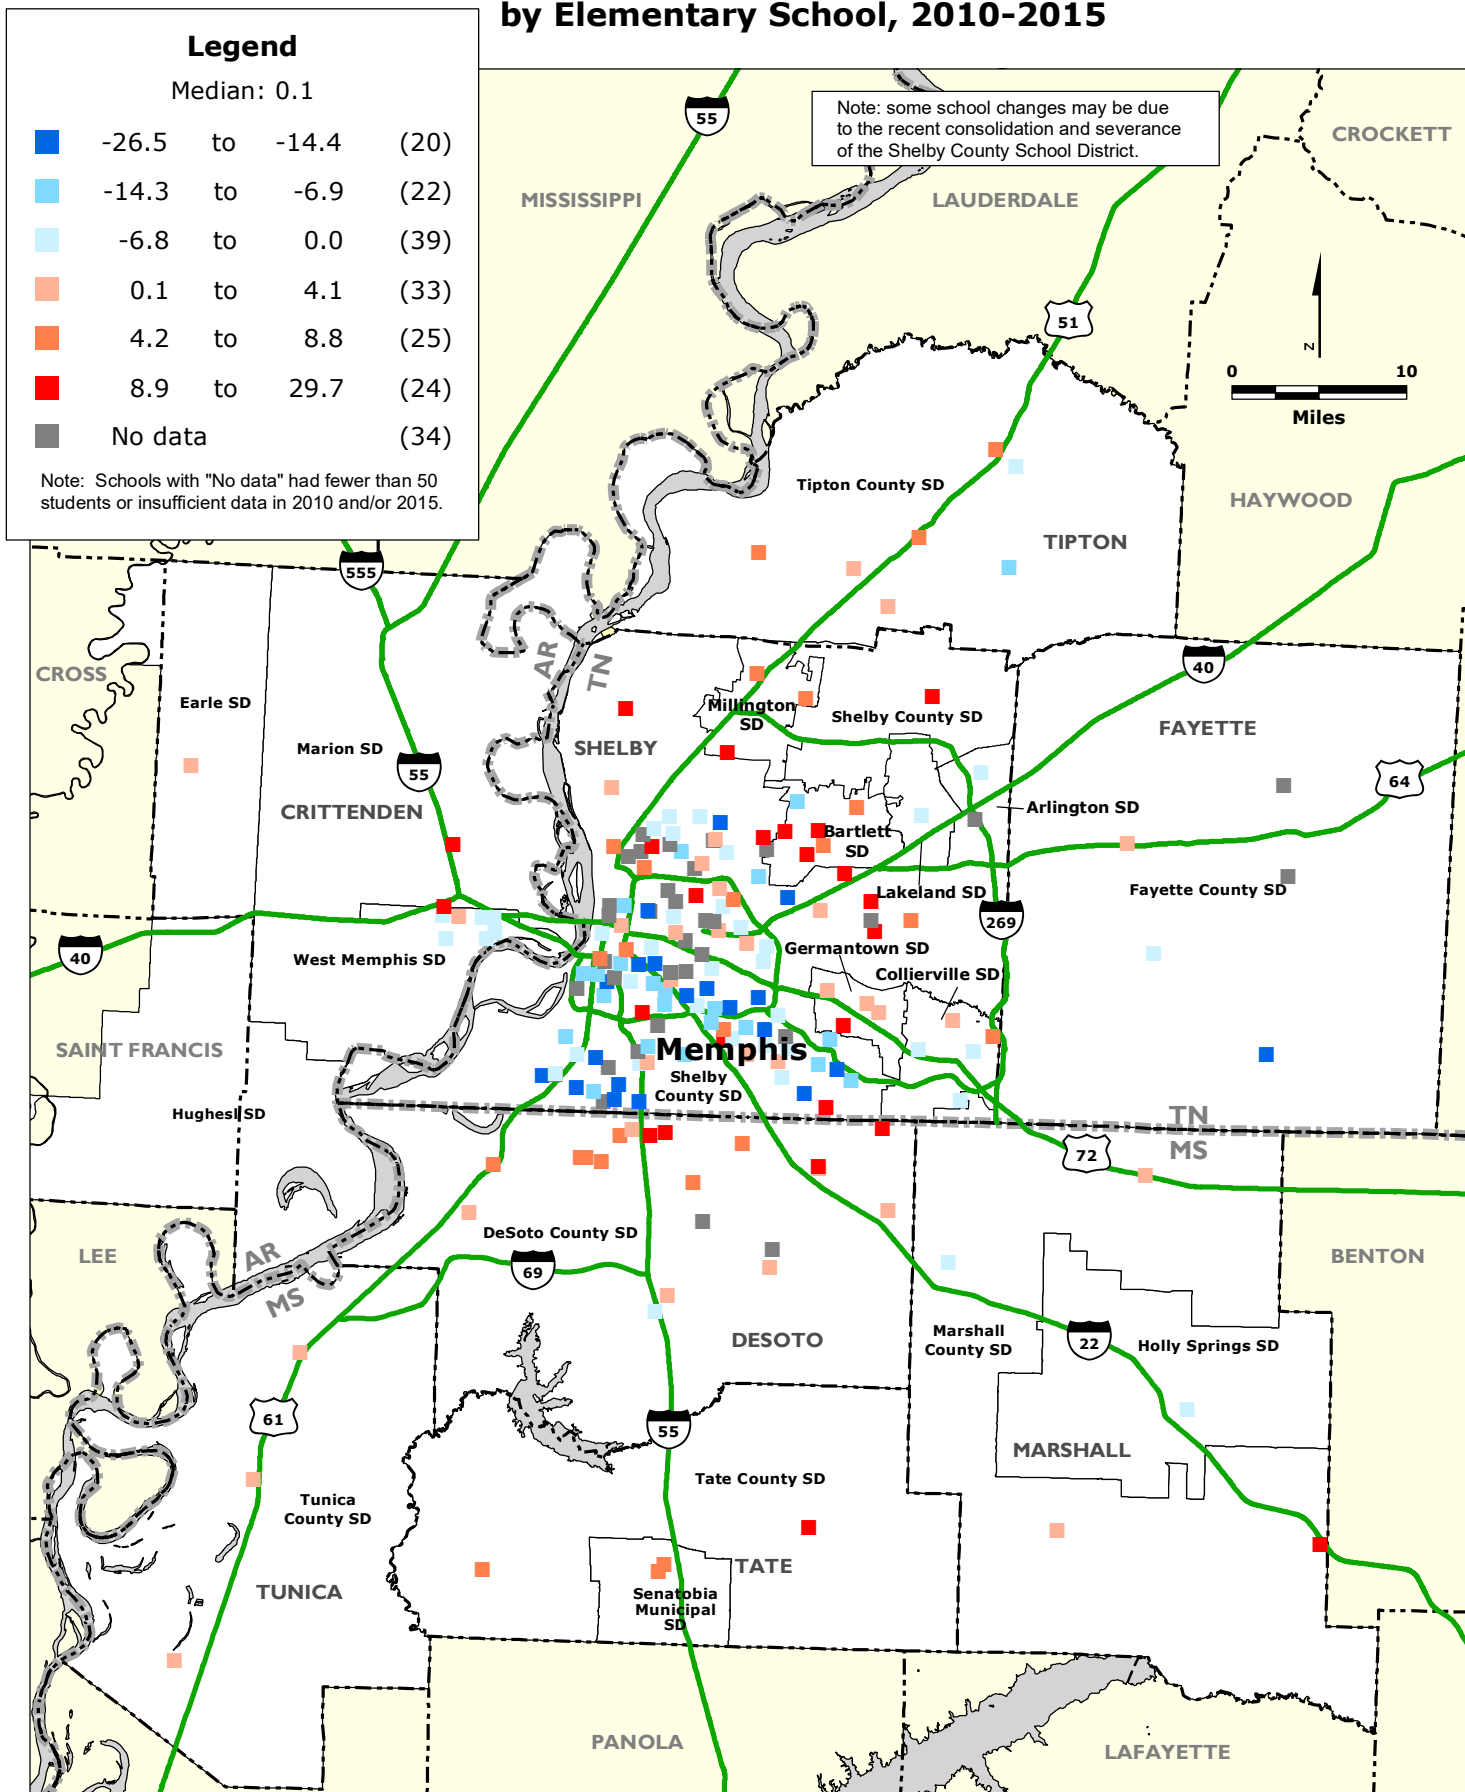 by Elementary School, 2010-2015
Legend
Median: 0.1
-26.5 to -14.4 (20)
-14.3 to -6.9 (22)
-6.8 to 0.0 (39)
0.1 to 4.1 (33)
4.2 to 8.8 (25)
8.9 to 29.7 (24)
No data (34)
Note: Schools with "No data" had fewer than 50
students or insufficient data in 2010 and/or 2015.
Note: some school changes may be due
to the recent consolidation and severance
of the Shelby County School District.
55
CROCKETT
MISSISSIPPI
LAUDERDALE
51
N
0 10
Miles
Tipton County SD
HAYWOOD
TIPTON
555
AR
TN
CROSS
40
Earle SD
Millington
SD
Shelby County SD
FAYETTE
Marion SD
SHELBY
55
64
CRITTENDEN
Arlington SD
Bartlett
SD
Lakeland SD
Fayette County SD
269
40
West Memphis SD
Germantown SD
Collierville SD
SAINT FRANCIS
Memphis
Shelby
County SD
Hughesl SD
TN
MS
72
DeSoto County SD
LEE
AR
MS
69
BENTON
DESOTO
Marshall
County SD
22
Holly Springs SD
61
55
MARSHALL
Tate County SD
Tunica
County SD
TATE
TUNICA
Senatobia
Municipal
SD
PANOLA
LAFAYETTE